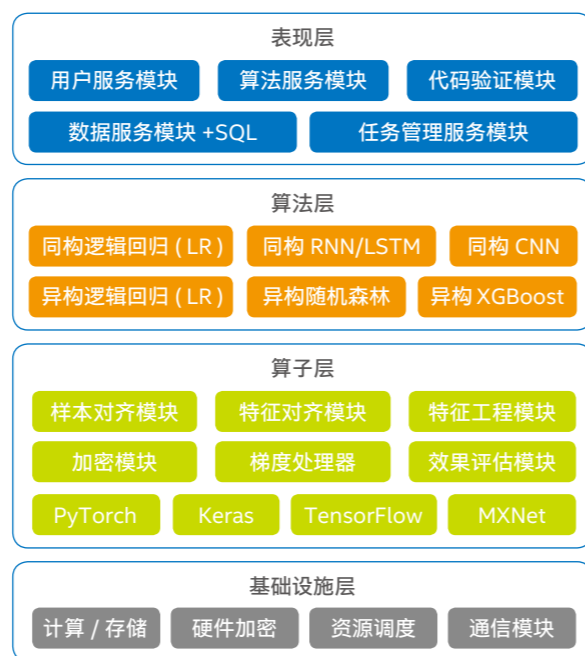 表现层
用户服务模块 算法服务模块 代码验证模块
数据服务模块 +SQL 任务管理服务模块
算法层
同构逻辑回归 ( LR ) 同构 RNN/LSTM 同构 CNN
异构逻辑回归 ( LR ) 异构随机森林 异构 XGBoost
算子层
样本对齐模块 特征对齐模块 特征工程模块
加密模块 梯度处理器 效果评估模块
PyTorch Keras TensorFlow MXNet
基础设施层
计算 / 存储 硬件加密 资源调度 通信模块